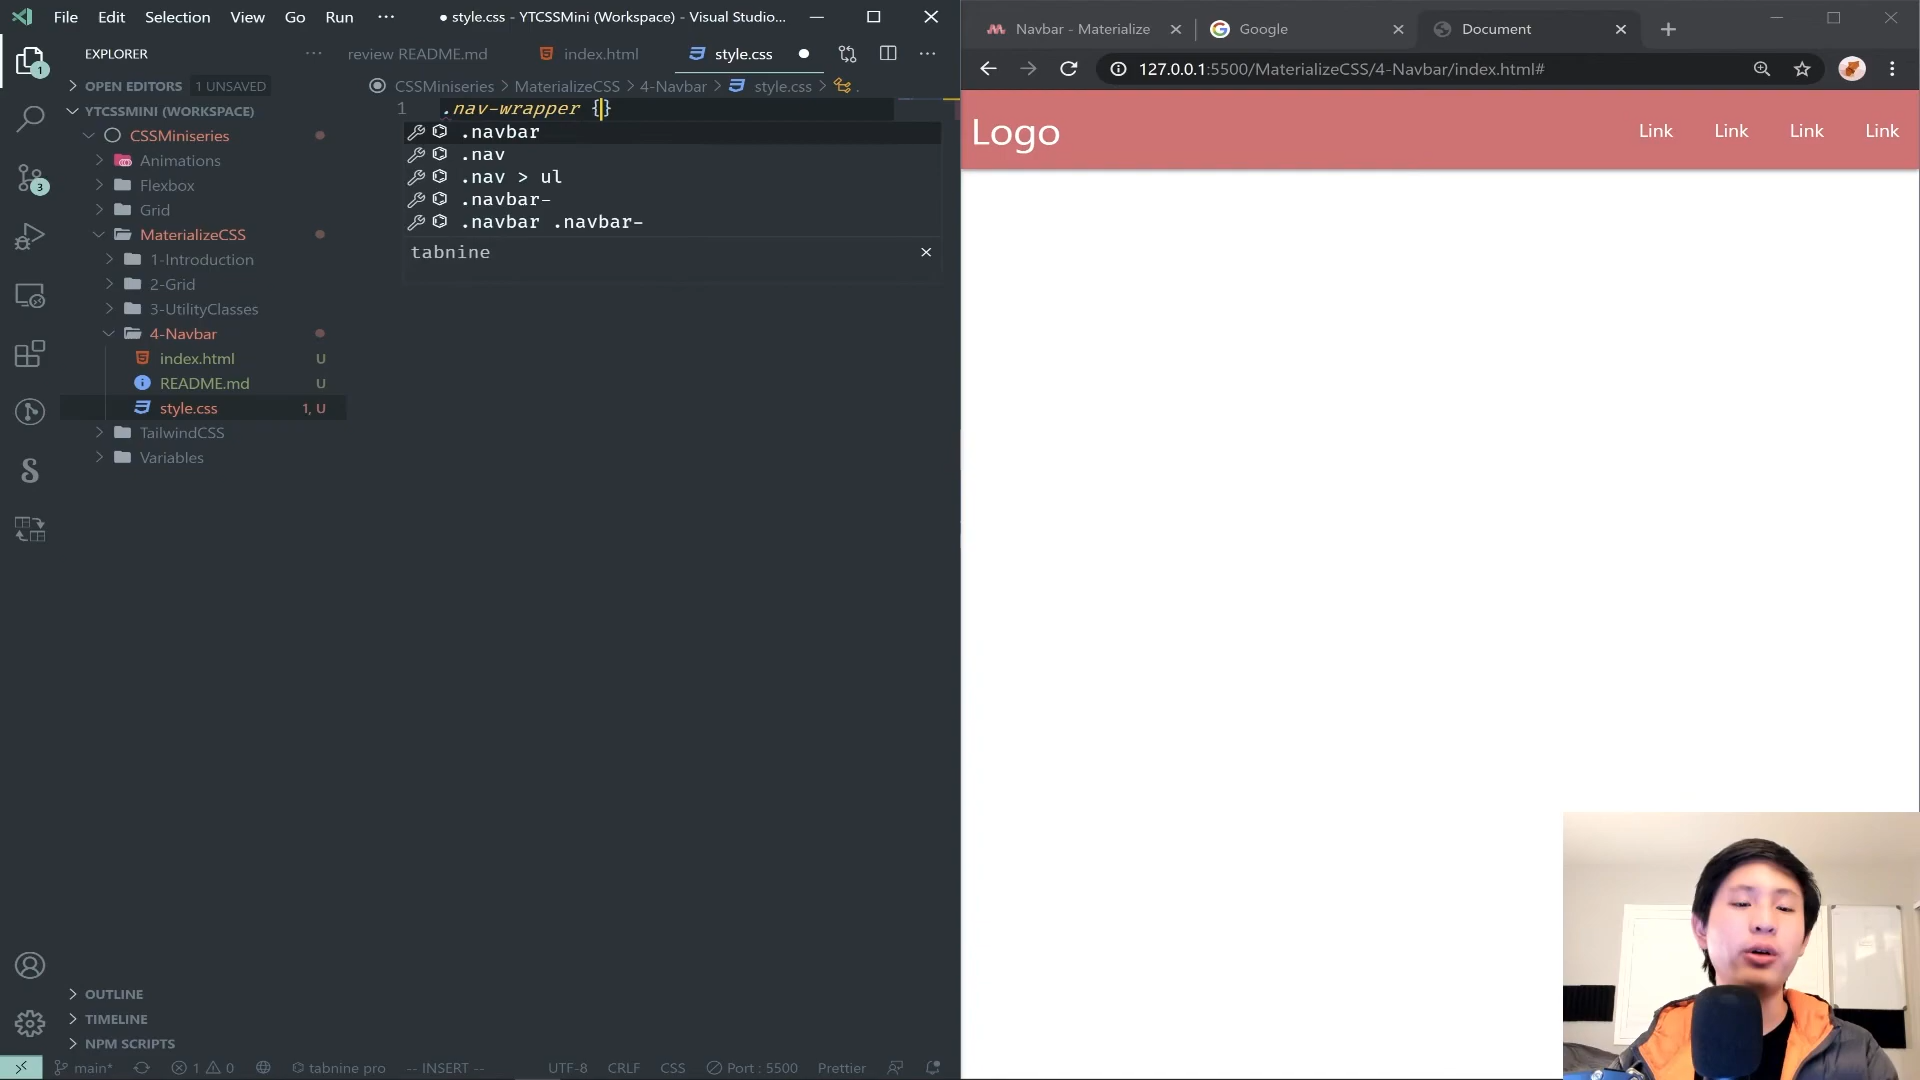 File Edit Selection View Go Run ··· ● style.css - YTCSSMini (Workspace) - Visual Studio...
EXPLORER ···
review README.md index.html style.css ● ···
OPEN EDITORS 1 UNSAVED
CSSMiniseries > MaterializeCSS > 4-Navbar > style.css > .
YTCSSMINI (WORKSPACE)
CSSMiniseries
Animations
Flexbox
Grid
MaterializeCSS
1-Introduction
2-Grid
3-UtilityClasses
4-Navbar
index.html U
README.md U
style.css 1, U
TailwindCSS
Variables
1 .nav-wrapper {}
.navbar
.nav
.nav > ul
.navbar-
.navbar .navbar-
tabnine
1
3
OUTLINE
TIMELINE
NPM SCRIPTS
main* 1 0 tabnine pro -- INSERT -- UTF-8 CRLF CSS Port : 5500 Prettier
Navbar - Materialize Google Document
127.0.0.1:5500/MaterializeCSS/4-Navbar/index.html#
Logo Link Link Link Link